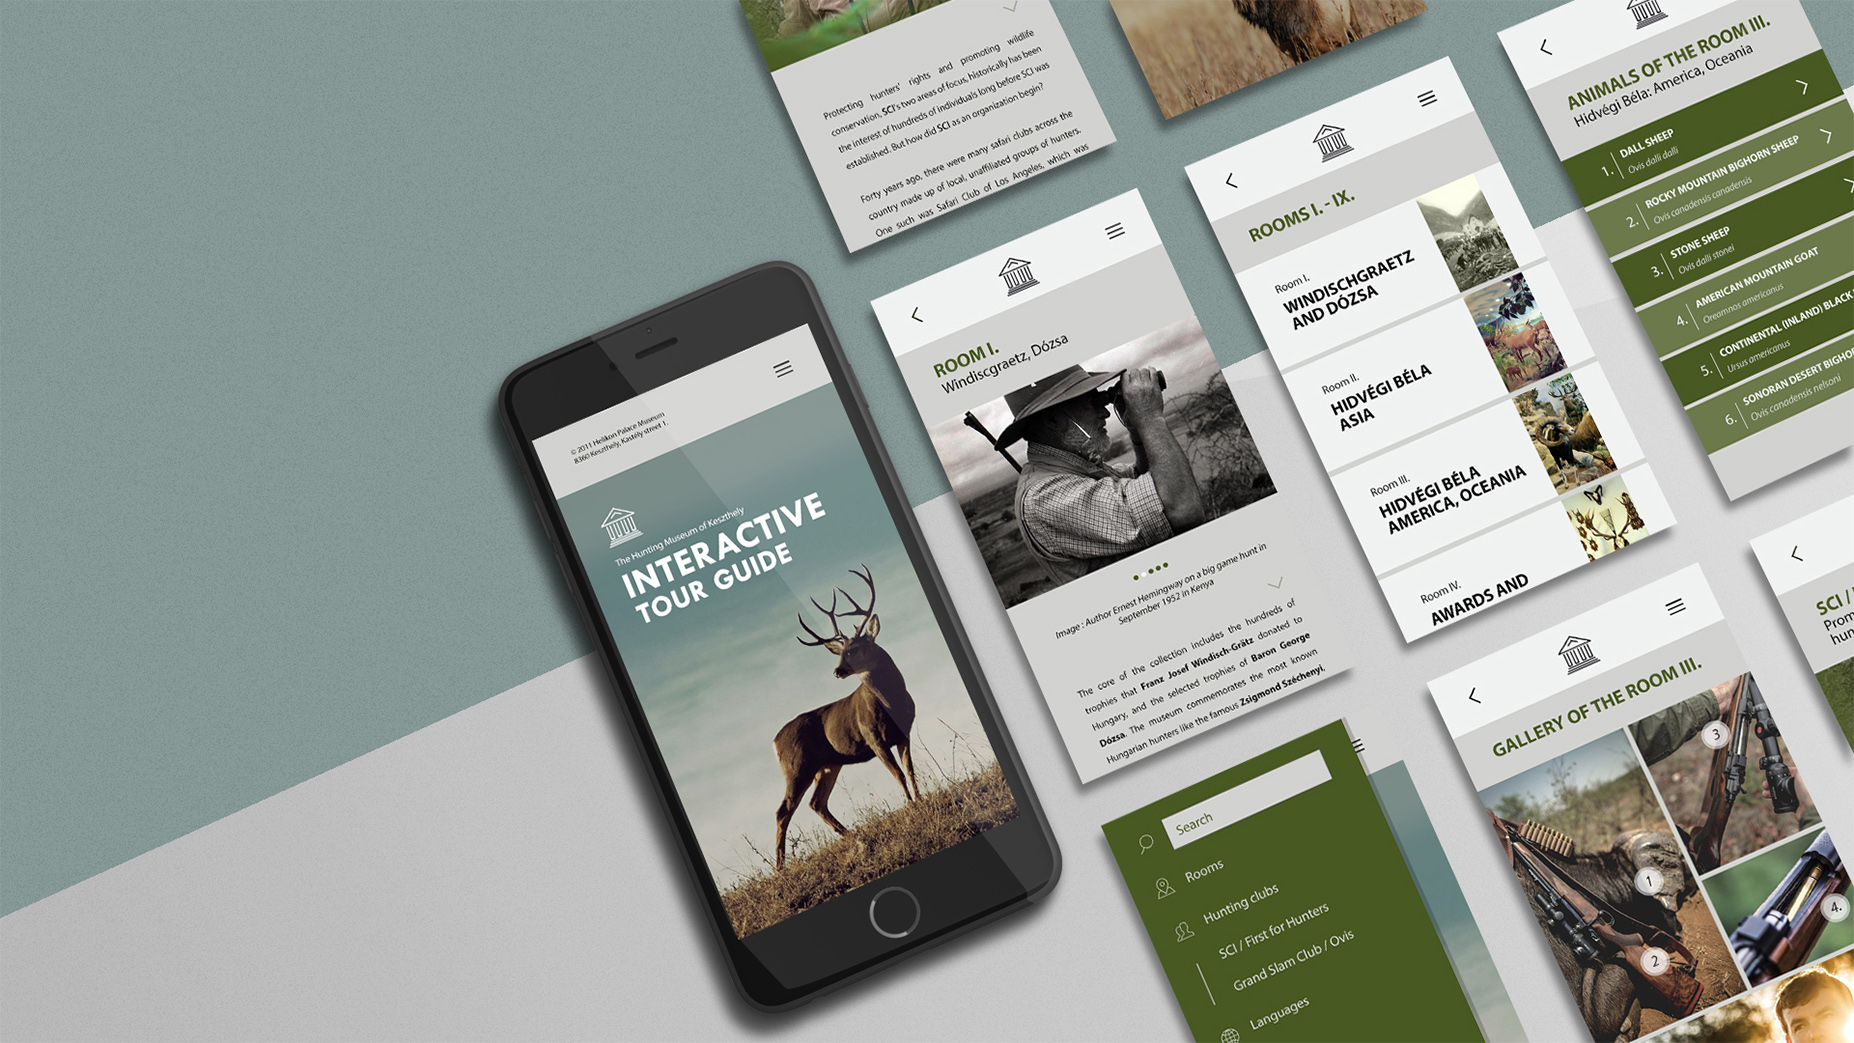 Protecting hunters' rights and promoting wildlife
conservation, SCI's two areas of focus, historically has been
the interest of hundreds of individuals long before SCI was
established. But how did SCI as an organization begin?
Forty years ago, there were many safari clubs across the
country made up of local, unaffiliated groups of hunters.
One such was Safari Club of Los Angeles, which was
© 2011 Helikon Palace Museum
8360 Keszthely, Kastély street 1.
The Hunting Museum of Keszthely
INTERACTIVE
TOUR GUIDE
ROOM I.
Windiscgraetz, Dózsa
Image : Author Ernest Hemingway on a big game hunt in
September 1952 in Kenya
The core of the collection includes the hundreds of
trophies that Franz Josef Windisch-Grätz donated to
Hungary, and the selected trophies of Baron George
Dózsa. The museum commemorates the most known
Hungarian hunters like the famous Zsigmond Széchenyi,
Search
Rooms
Hunting clubs
SCI / First for Hunters
Grand Slam Club / Ovis
Languages
ROOMS I. - IX.
Room I.
WINDISCHGRAETZ
AND DÓZSA
Room II.
HIDVÉGI BÉLA
ASIA
Room III.
HIDVÉGI BÉLA
AMERICA, OCEANIA
Room IV.
AWARDS AND
GALLERY OF THE ROOM III.
3
1
4.
2
ANIMALS OF THE ROOM III.
Hidvégi Béla: America, Oceania
1. DALL SHEEP
Ovis dalli dalli
2. ROCKY MOUNTAIN BIGHORN SHEEP
Ovis canadensis canadensis
3. STONE SHEEP
Ovis dalli stonei
4. AMERICAN MOUNTAIN GOAT
Oreamnos americanus
5. CONTINENTAL (INLAND) BLACK
Ursus americanus
6. SONORAN DESERT BIGHO
Ovis canadensis nelsoni
SCI /
Prom
hun